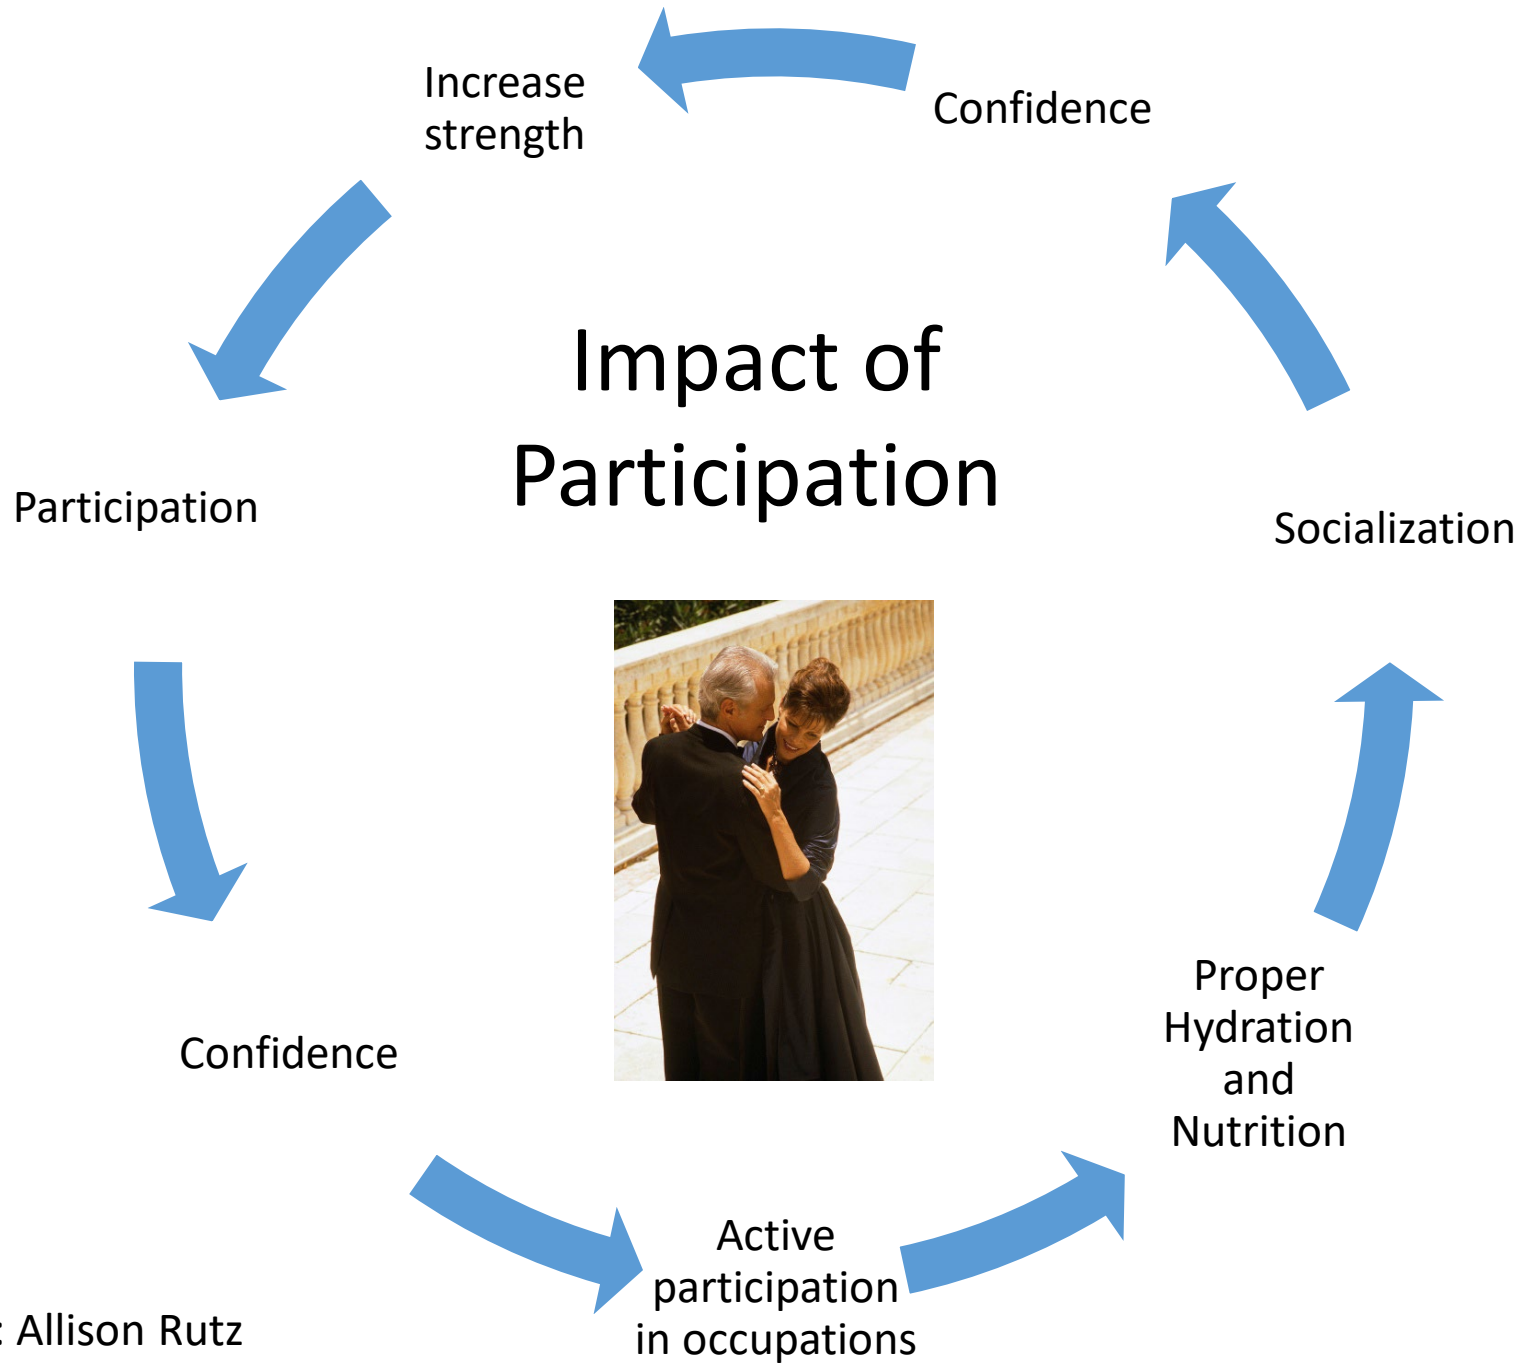 Increase
strength
Confidence
Impact of
Participation
Participation
Socialization
Proper
Hydration
and
Nutrition
Confidence
Active
participation
in occupations
: Allison Rutz